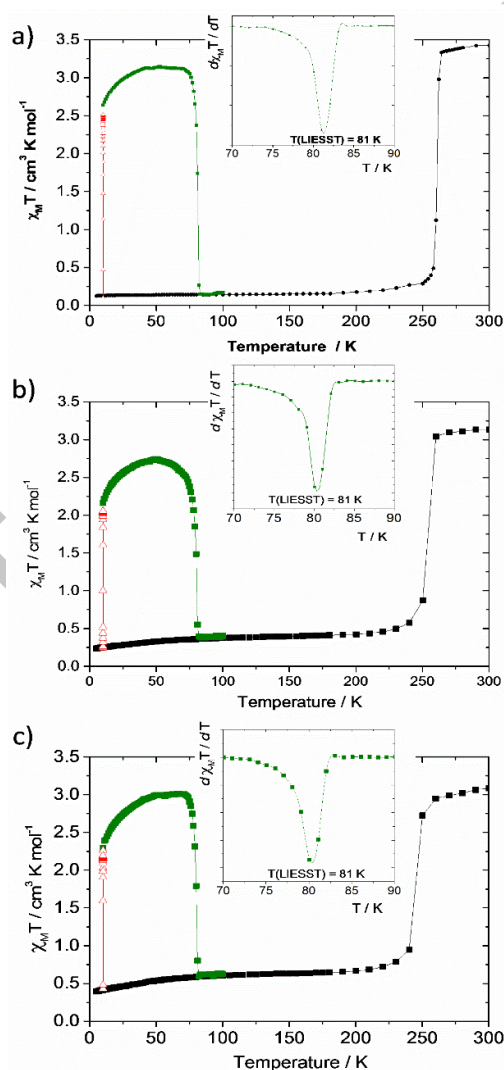 a)
3.5
3.0
2.5
2.0
1.5
1.0
0.5
0.0
χMT / cm³ K mol⁻¹
0 50 100 150 200 250 300
Temperature / K
dχMT / dT
T(LIESST) = 81 K
70 75 80 85 90
T / K
b)
3.5
3.0
2.5
2.0
1.5
1.0
0.5
0.0
χMT / cm³ K mol⁻¹
0 50 100 150 200 250 300
Temperature / K
dχMT / dT
T(LIESST) = 81 K
70 75 80 85 90
T / K
c)
3.5
3.0
2.5
2.0
1.5
1.0
0.5
0.0
χMT / cm³ K mol⁻¹
0 50 100 150 200 250 300
Temperature / K
dχMT / dT
T(LIESST) = 81 K
70 75 80 85 90
T / K